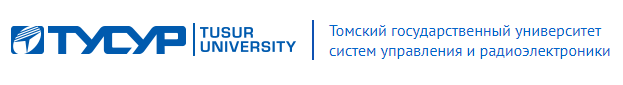 ТУСУР
TUSUR
UNIVERSITY
Томский государственный университет
систем управления и радиоэлектроники